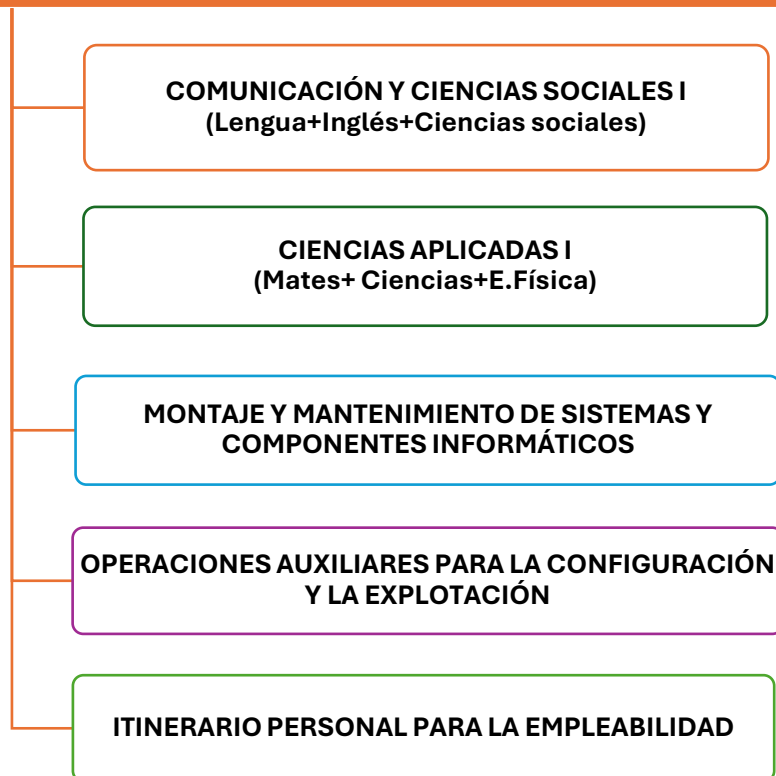 COMUNICACIÓN Y CIENCIAS SOCIALES I
(Lengua+Inglés+Ciencias sociales)
CIENCIAS APLICADAS I
(Mates+ Ciencias+E.Física)
MONTAJE Y MANTENIMIENTO DE SISTEMAS Y
COMPONENTES INFORMÁTICOS
OPERACIONES AUXILIARES PARA LA CONFIGURACIÓN
Y LA EXPLOTACIÓN
ITINERARIO PERSONAL PARA LA EMPLEABILIDAD